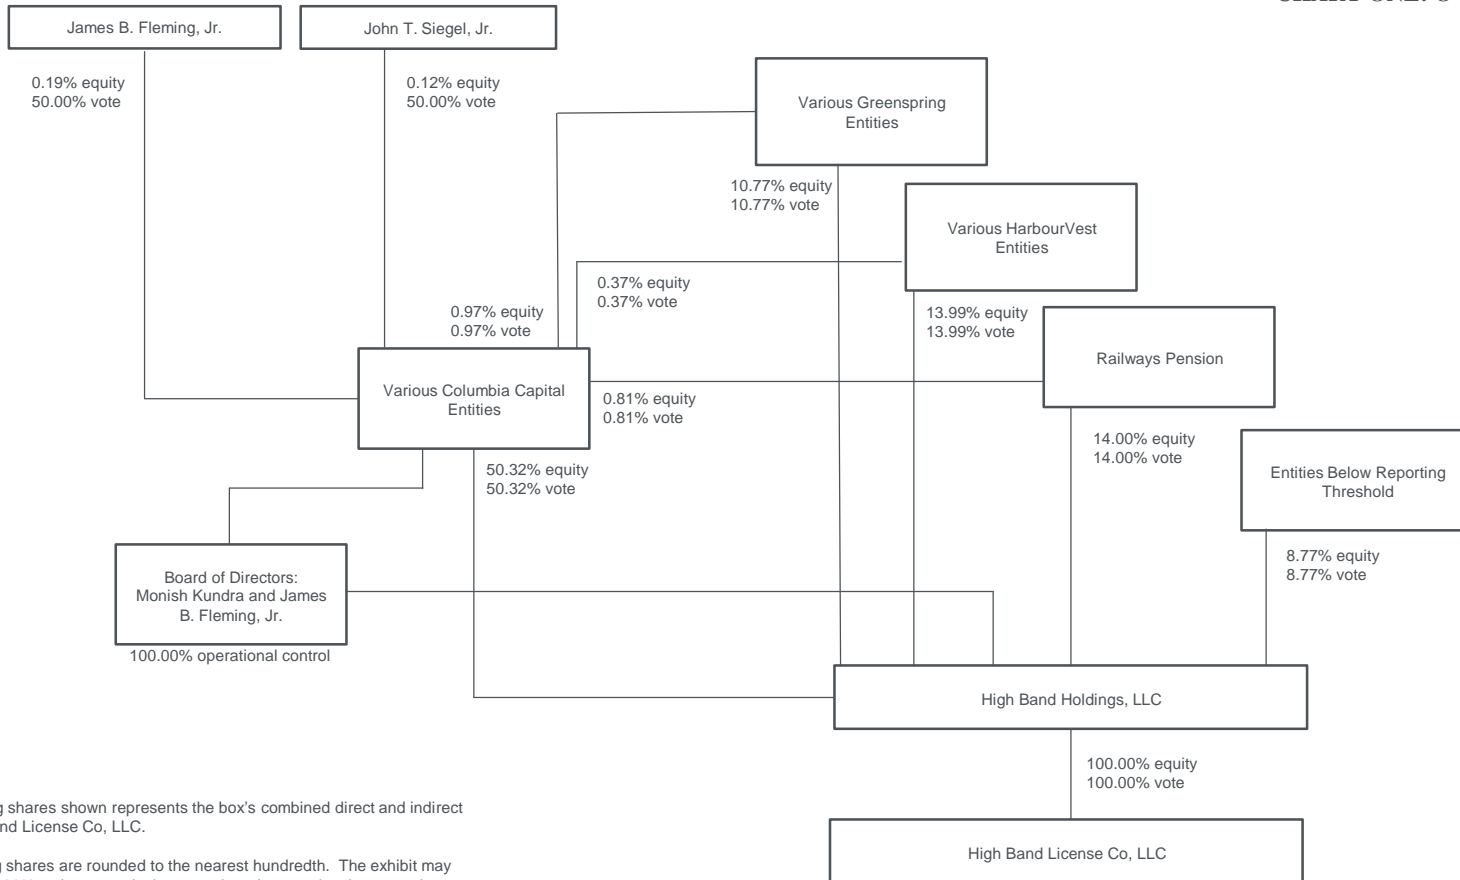 James B. Fleming, Jr.
John T. Siegel, Jr.
0.19% equity
50.00% vote
0.12% equity
50.00% vote
Various Greenspring
Entities
10.77% equity
10.77% vote
Various HarbourVest
Entities
0.37% equity
0.37% vote
0.97% equity
0.97% vote
13.99% equity
13.99% vote
Railways Pension
Various Columbia Capital
Entities
0.81% equity
0.81% vote
14.00% equity
14.00% vote
Entities Below Reporting
Threshold
50.32% equity
50.32% vote
8.77% equity
8.77% vote
Board of Directors:
Monish Kundra and James
B. Fleming, Jr.
100.00% operational control
High Band Holdings, LLC
100.00% equity
100.00% vote
shares shown represents the box's combined direct and indirect
License Co, LLC.
shares are rounded to the nearest hundredth. The exhibit may
High Band License Co, LLC